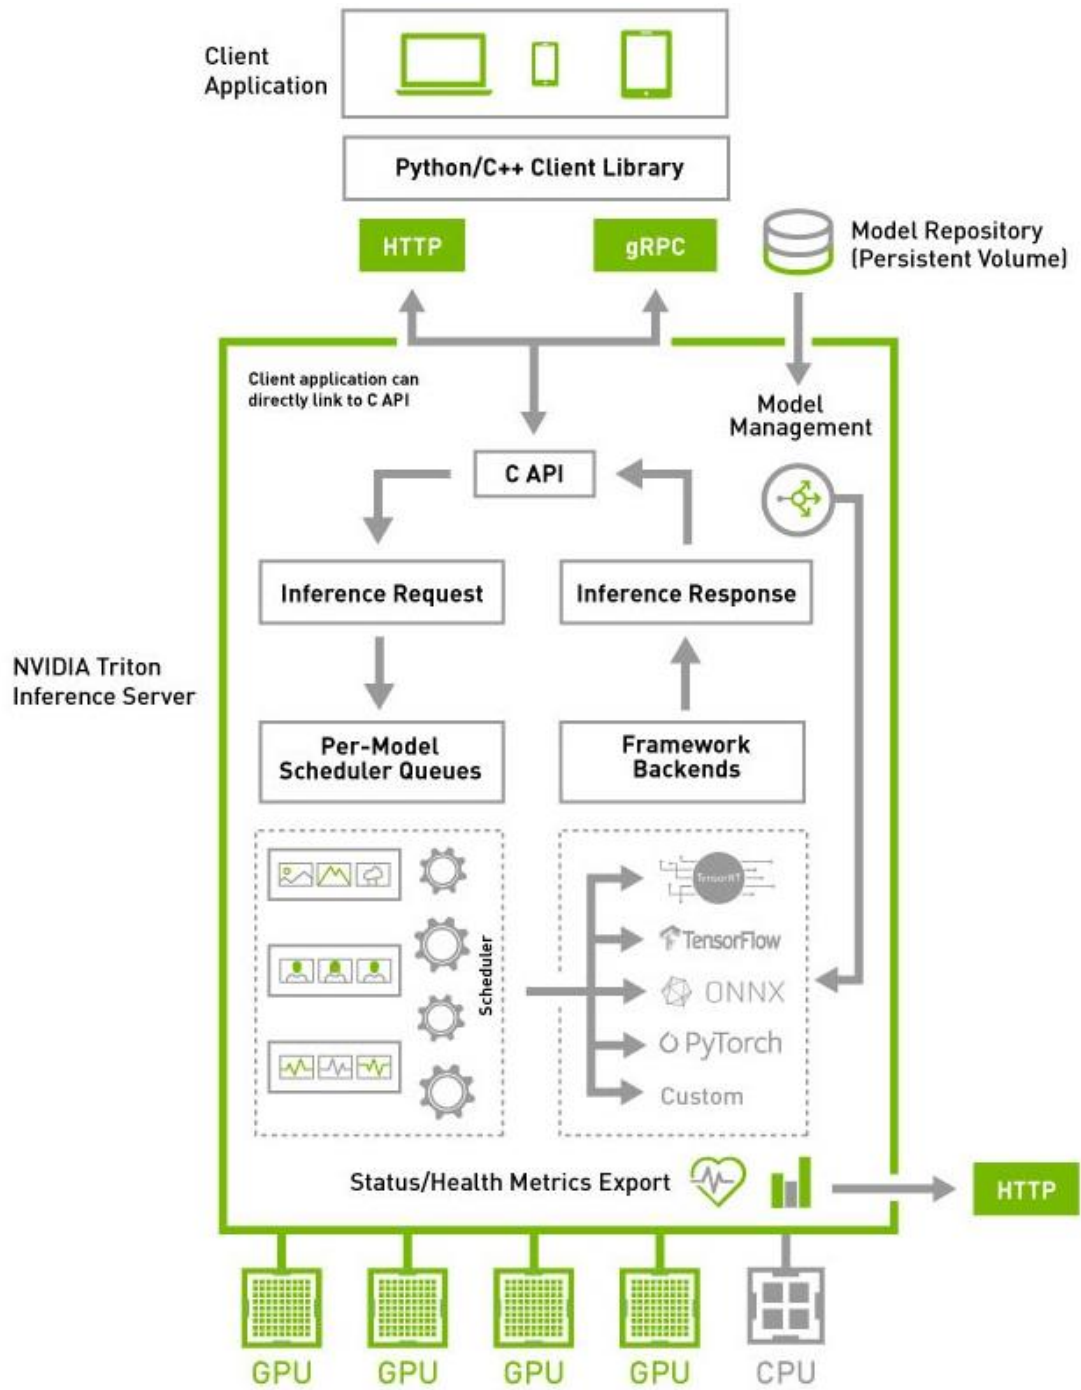 Client
Application
Python/C++ Client Library
HTTP
gRPC
Model Repository
(Persistent Volume)
Client application can
directly link to C API
Model
Management
C API
Inference Request
Inference Response
NVIDIA Triton
Inference Server
Per-Model
Scheduler Queues
Framework
Backends
Scheduler
TensorRT
TensorFlow
ONNX
PyTorch
Custom
Status/Health Metrics Export
HTTP
GPU
GPU
GPU
GPU
CPU